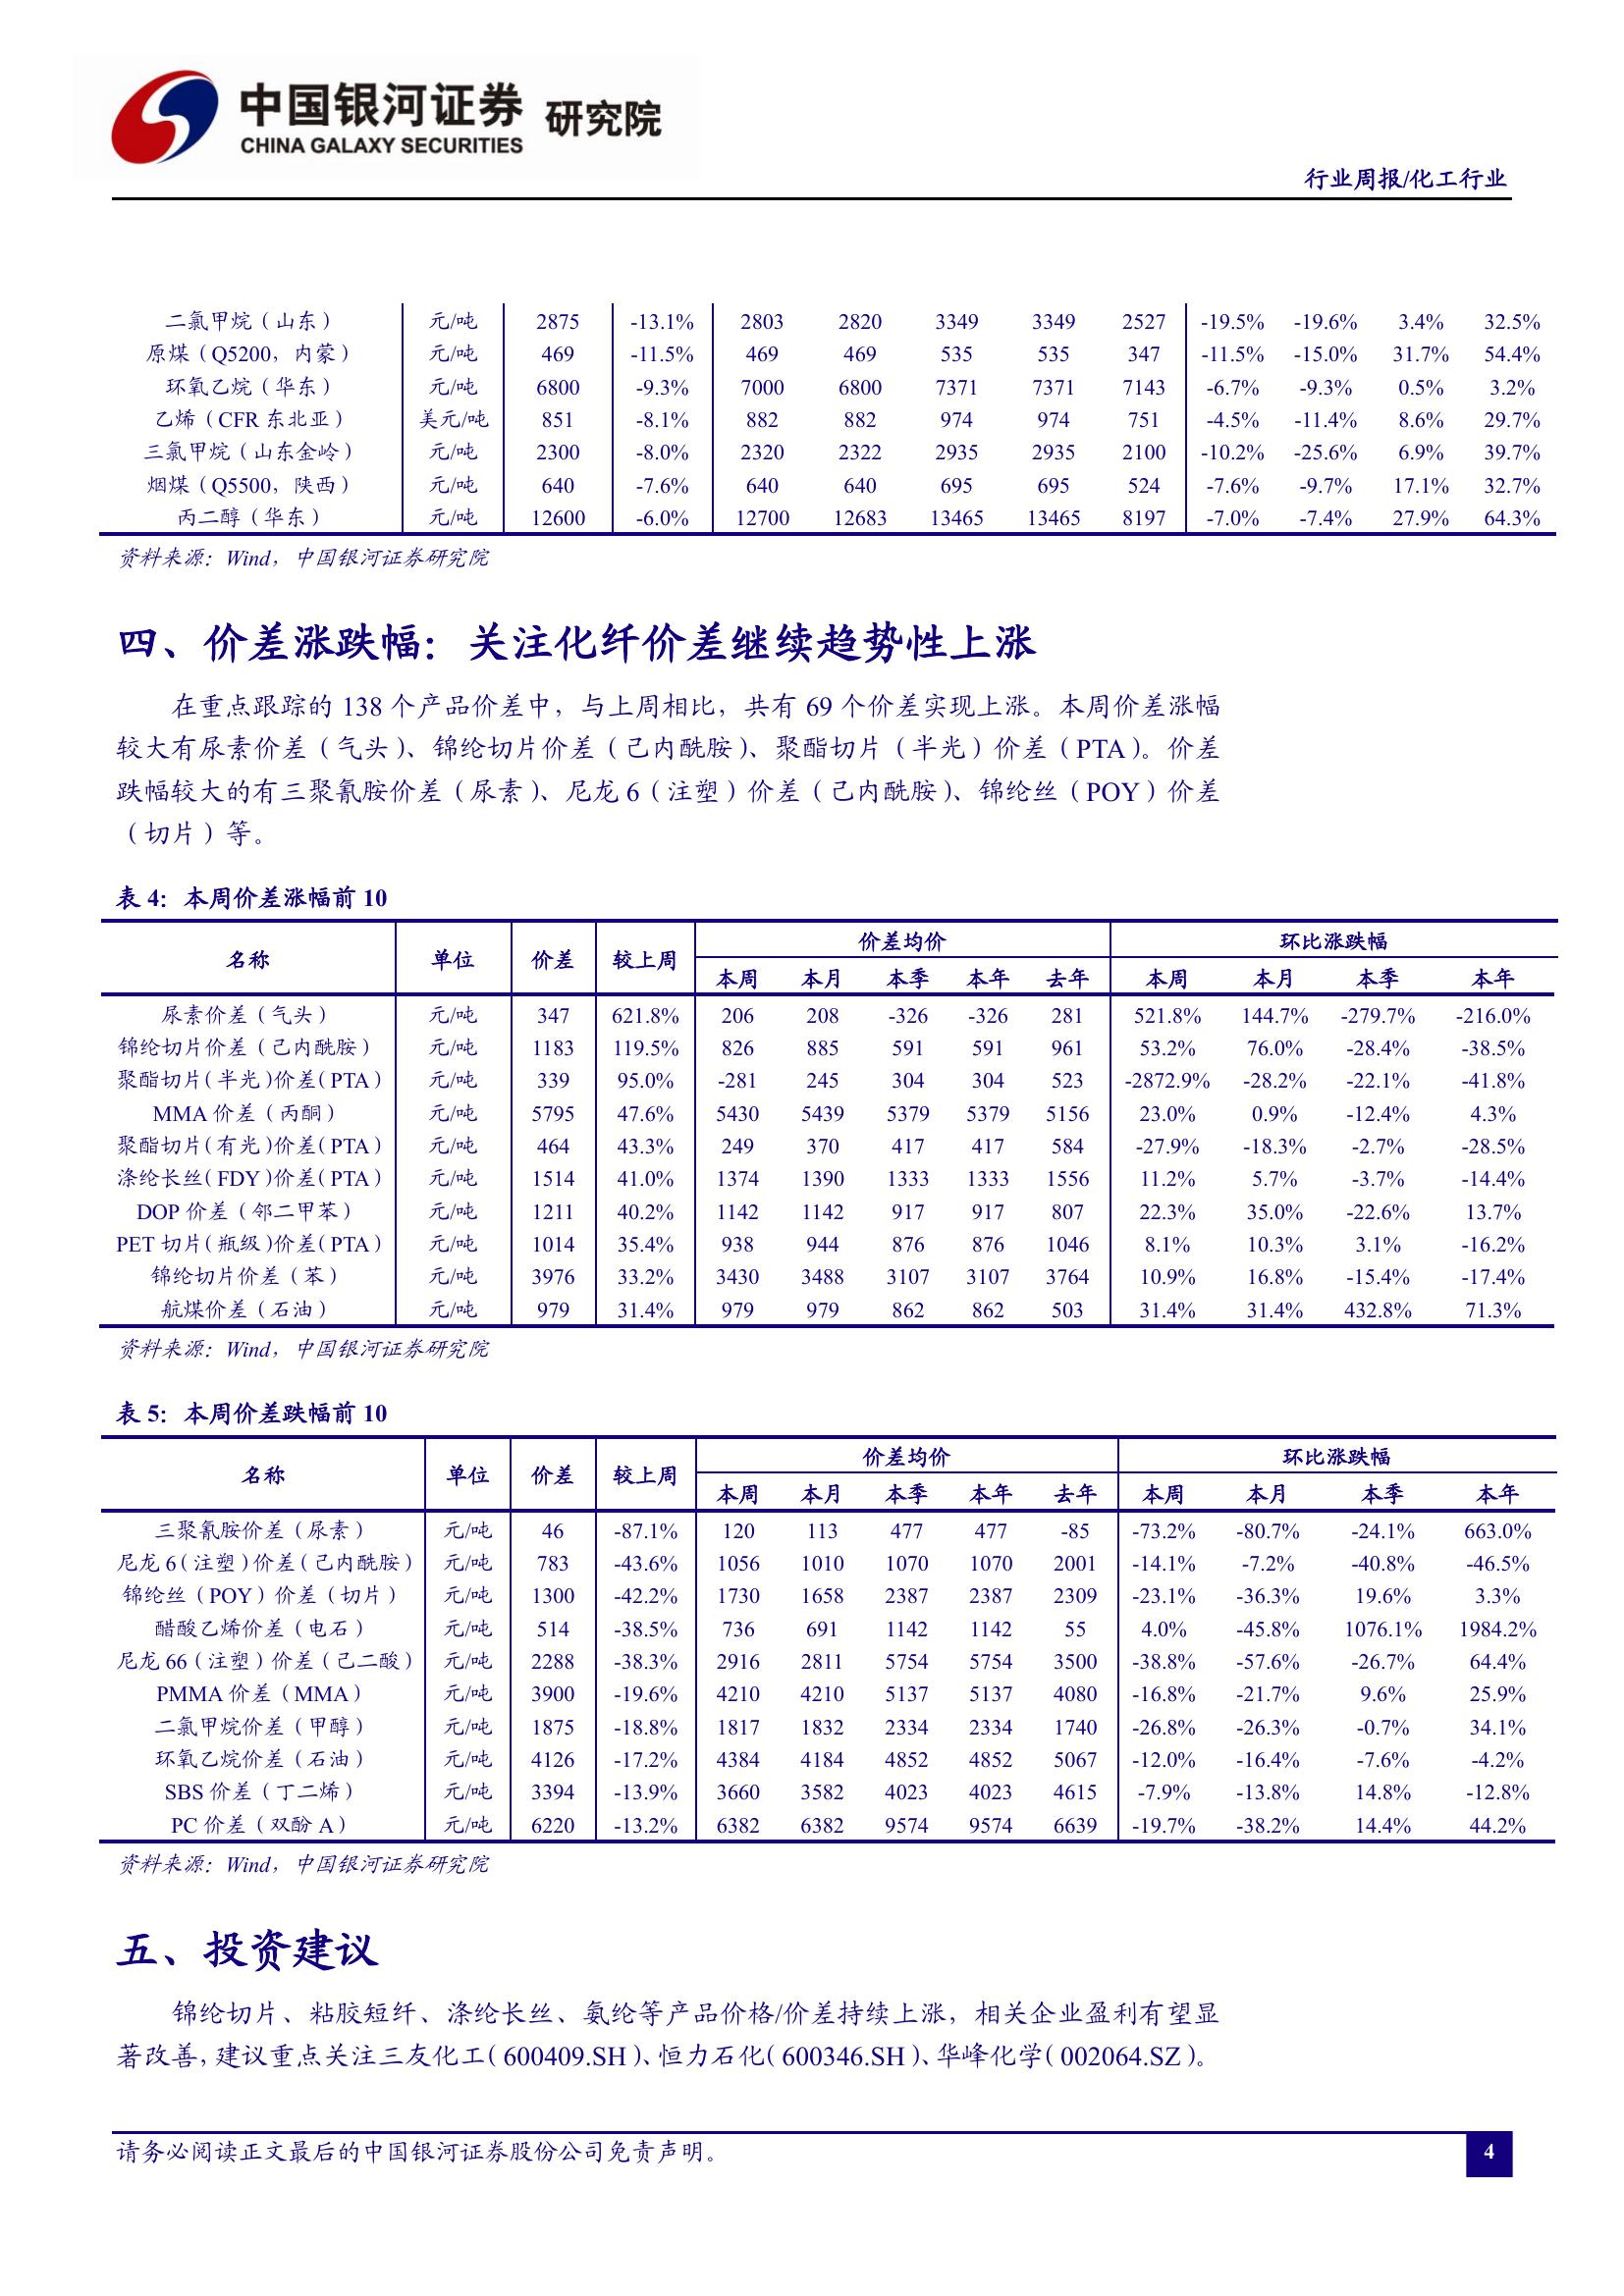 中国银河证券 研究院
CHINA GALAXY SECURITIES
行业周报/化工行业
二氯甲烷（山东） 元/吨 2875 -13.1% 2803 2820 3349 3349 2527 -19.5% -19.6% 3.4% 32.5%
原煤（Q5200，内蒙） 元/吨 469 -11.5% 469 469 535 535 347 -11.5% -15.0% 31.7% 54.4%
环氧乙烷（华东） 元/吨 6800 -9.3% 7000 6800 7371 7371 7143 -6.7% -9.3% 0.5% 3.2%
乙烯（CFR 东北亚） 美元/吨 851 -8.1% 882 882 974 974 751 -4.5% -11.4% 8.6% 29.7%
三氯甲烷（山东金岭） 元/吨 2300 -8.0% 2320 2322 2935 2935 2100 -10.2% -25.6% 6.9% 39.7%
烟煤（Q5500，陕西） 元/吨 640 -7.6% 640 640 695 695 524 -7.6% -9.7% 17.1% 32.7%
丙二醇（华东） 元/吨 12600 -6.0% 12700 12683 13465 13465 8197 -7.0% -7.4% 27.9% 64.3%
资料来源：Wind，中国银河证券研究院
四、价差涨跌幅：关注化纤价差继续趋势性上涨
在重点跟踪的 138 个产品价差中，与上周相比，共有 69 个价差实现上涨。本周价差涨幅
较大有尿素价差（气头）、锦纶切片价差（己内酰胺）、聚酯切片（半光）价差（PTA）。价差
跌幅较大的有三聚氰胺价差（尿素）、尼龙 6（注塑）价差（己内酰胺）、锦纶丝（POY）价差
（切片）等。
表 4：本周价差涨幅前 10
名称 单位 价差 较上周 价差均价 环比涨跌幅
本周 本月 本季 本年 去年 本周 本月 本季 本年
尿素价差（气头） 元/吨 347 621.8% 206 208 -326 -326 281 521.8% 144.7% -279.7% -216.0%
锦纶切片价差（己内酰胺） 元/吨 1183 119.5% 826 885 591 591 961 53.2% 76.0% -28.4% -38.5%
聚酯切片（半光）价差（PTA） 元/吨 339 95.0% -281 245 304 304 523 -2872.9% -28.2% -22.1% -41.8%
MMA 价差（丙酮） 元/吨 5795 47.6% 5430 5439 5379 5379 5156 23.0% 0.9% -12.4% 4.3%
聚酯切片（有光）价差（PTA） 元/吨 464 43.3% 249 370 417 417 584 -27.9% -18.3% -2.7% -28.5%
涤纶长丝（FDY）价差（PTA） 元/吨 1514 41.0% 1374 1390 1333 1333 1556 11.2% 5.7% -3.7% -14.4%
DOP 价差（邻二甲苯） 元/吨 1211 40.2% 1142 1142 917 917 807 22.3% 35.0% -22.6% 13.7%
PET 切片（瓶级）价差（PTA） 元/吨 1014 35.4% 938 944 876 876 1046 8.1% 10.3% 3.1% -16.2%
锦纶切片价差（苯） 元/吨 3976 33.2% 3430 3488 3107 3107 3764 10.9% 16.8% -15.4% -17.4%
航煤价差（石油） 元/吨 979 31.4% 979 979 862 862 503 31.4% 31.4% 432.8% 71.3%
资料来源：Wind，中国银河证券研究院
表 5：本周价差跌幅前 10
名称 单位 价差 较上周 价差均价 环比涨跌幅
本周 本月 本季 本年 去年 本周 本月 本季 本年
三聚氰胺价差（尿素） 元/吨 46 -87.1% 120 113 477 477 -85 -73.2% -80.7% -24.1% 663.0%
尼龙 6（注塑）价差（己内酰胺） 元/吨 783 -43.6% 1056 1010 1070 1070 2001 -14.1% -7.2% -40.8% -46.5%
锦纶丝（POY）价差（切片） 元/吨 1300 -42.2% 1730 1658 2387 2387 2309 -23.1% -36.3% 19.6% 3.3%
醋酸乙烯价差（电石） 元/吨 514 -38.5% 736 691 1142 1142 55 4.0% -45.8% 1076.1% 1984.2%
尼龙 66（注塑）价差（己二酸） 元/吨 2288 -38.3% 2916 2811 5754 5754 3500 -38.8% -57.6% -26.7% 64.4%
PMMA 价差（MMA） 元/吨 3900 -19.6% 4210 4210 5137 5137 4080 -16.8% -21.7% 9.6% 25.9%
二氯甲烷价差（甲醇） 元/吨 1875 -18.8% 1817 1832 2334 2334 1740 -26.8% -26.3% -0.7% 34.1%
环氧乙烷价差（石油） 元/吨 4126 -17.2% 4384 4184 4852 4852 5067 -12.0% -16.4% -7.6% -4.2%
SBS 价差（丁二烯） 元/吨 3394 -13.9% 3660 3582 4023 4023 4615 -7.9% -13.8% 14.8% -12.8%
PC 价差（双酚 A） 元/吨 6220 -13.2% 6382 6382 9574 9574 6639 -19.7% -38.2% 14.4% 44.2%
资料来源：Wind，中国银河证券研究院
五、投资建议
锦纶切片、粘胶短纤、涤纶长丝、氨纶等产品价格/价差持续上涨，相关企业盈利有望显
著改善，建议重点关注三友化工（600409.SH）、恒力石化（600346.SH）、华峰化学（002064.SZ）。
请务必阅读正文最后的中国银河证券股份公司免责声明。 4